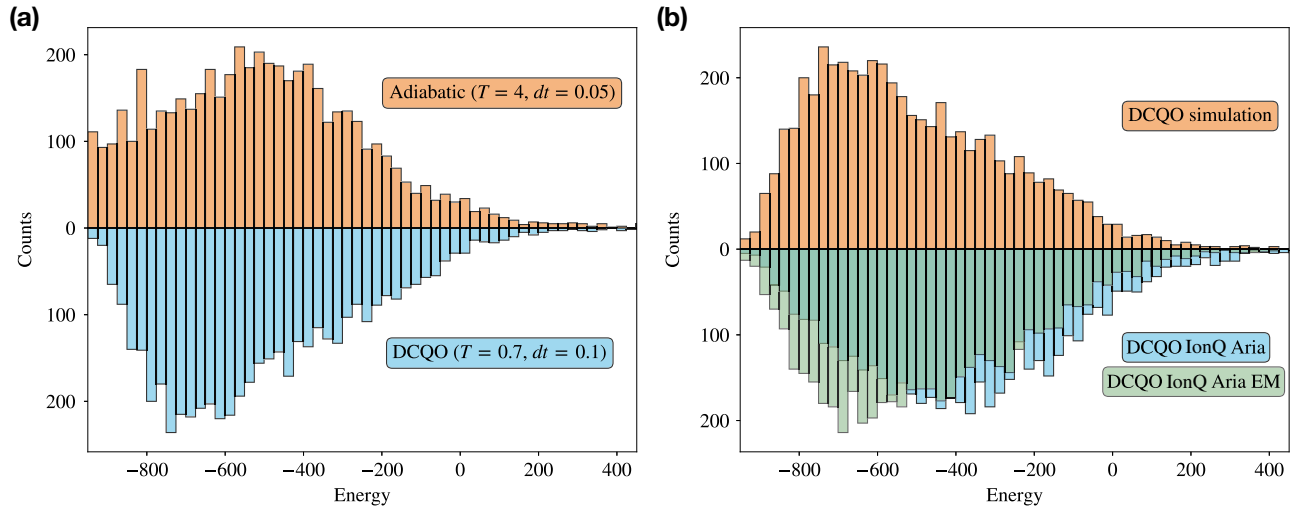 (a)
200
100
0
100
200
Counts
Adiabatic (T = 4, dt = 0.05)
DCQO (T = 0.7, dt = 0.1)
−800 −600 −400 −200 0 200 400
Energy
(b)
200
100
0
100
200
Counts
DCQO simulation
DCQO IonQ Aria
DCQO IonQ Aria EM
−800 −600 −400 −200 0 200 400
Energy